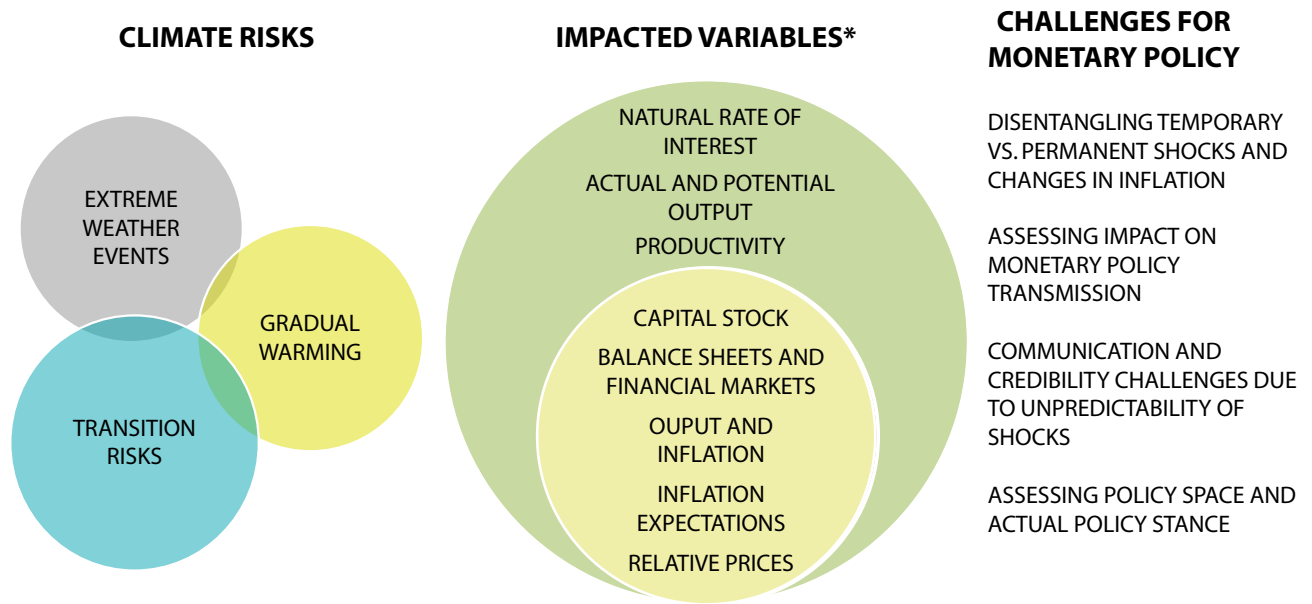 CLIMATE RISKS
EXTREME
WEATHER
EVENTS
GRADUAL
WARMING
TRANSITION
RISKS
IMPACTED VARIABLES*
NATURAL RATE OF
INTEREST
ACTUAL AND POTENTIAL
OUTPUT
PRODUCTIVITY
CAPITAL STOCK
BALANCE SHEETS AND
FINANCIAL MARKETS
OUPUT AND
INFLATION
INFLATION
EXPECTATIONS
RELATIVE PRICES
CHALLENGES FOR
MONETARY POLICY
DISENTANGLING TEMPORARY
VS. PERMANENT SHOCKS AND
CHANGES IN INFLATION
ASSESSING IMPACT ON
MONETARY POLICY
TRANSMISSION
COMMUNICATION AND
CREDIBILITY CHALLENGES DUE
TO UNPREDICTABILITY OF
SHOCKS
ASSESSING POLICY SPACE AND
ACTUAL POLICY STANCE